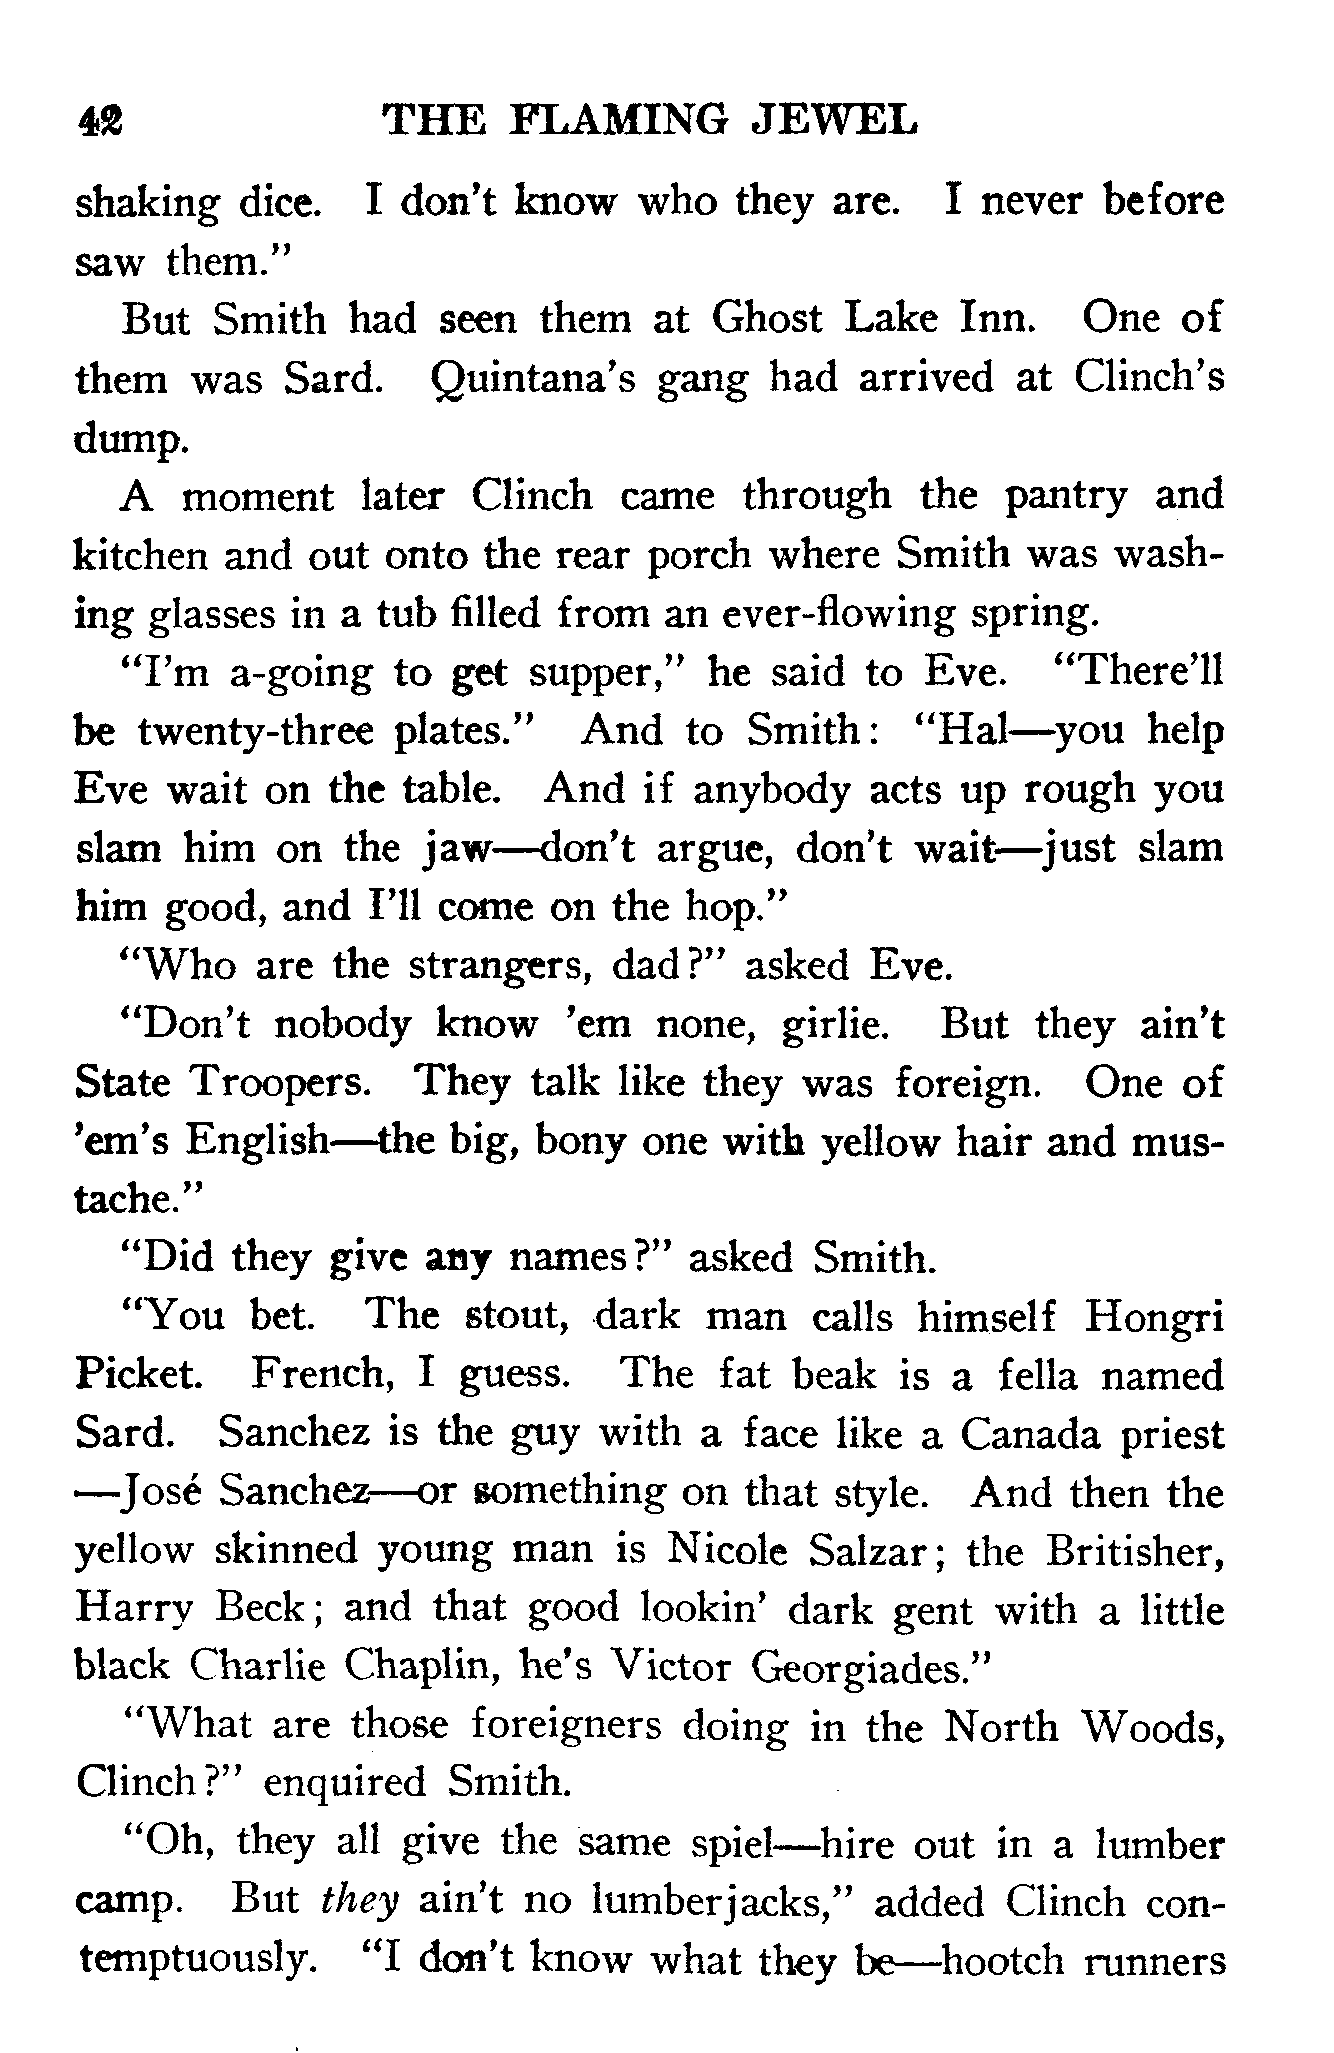 42 THE FLAMING JEWEL
shaking dice. I don't know who they are. I never before
saw them."
But Smith had seen them at Ghost Lake Inn. One of
them was Sard. Quintana's gang had arrived at Clinch's
dump.
A moment later Clinch came through the pantry and
kitchen and out onto the rear porch where Smith was wash-
ing glasses in a tub filled from an ever-flowing spring.
"I'm a-going to get supper," he said to Eve. "There'll
be twenty-three plates." And to Smith: "Hal—you help
Eve wait on the table. And if anybody acts up rough you
slam him on the jaw—don't argue, don't wait—just slam
him good, and I'll come on the hop."
"Who are the strangers, dad?" asked Eve.
"Don't nobody know 'em none, girlie. But they ain't
State Troopers. They talk like they was foreign. One of
'em's English—the big, bony one with yellow hair and mus-
tache."
"Did they give any names?" asked Smith.
"You bet. The stout, dark man calls himself Hongri
Picket. French, I guess. The fat beak is a fella named
Sard. Sanchez is the guy with a face like a Canada priest
—José Sanchez—or something on that style. And then the
yellow skinned young man is Nicole Salzar; the Britisher,
Harry Beck; and that good lookin' dark gent with a little
black Charlie Chaplin, he's Victor Georgiades."
"What are those foreigners doing in the North Woods,
Clinch?" enquired Smith.
"Oh, they all give the same spiel—hire out in a lumber
camp. But they ain't no lumberjacks," added Clinch con-
temptuously. "I don't know what they be—hootch runners